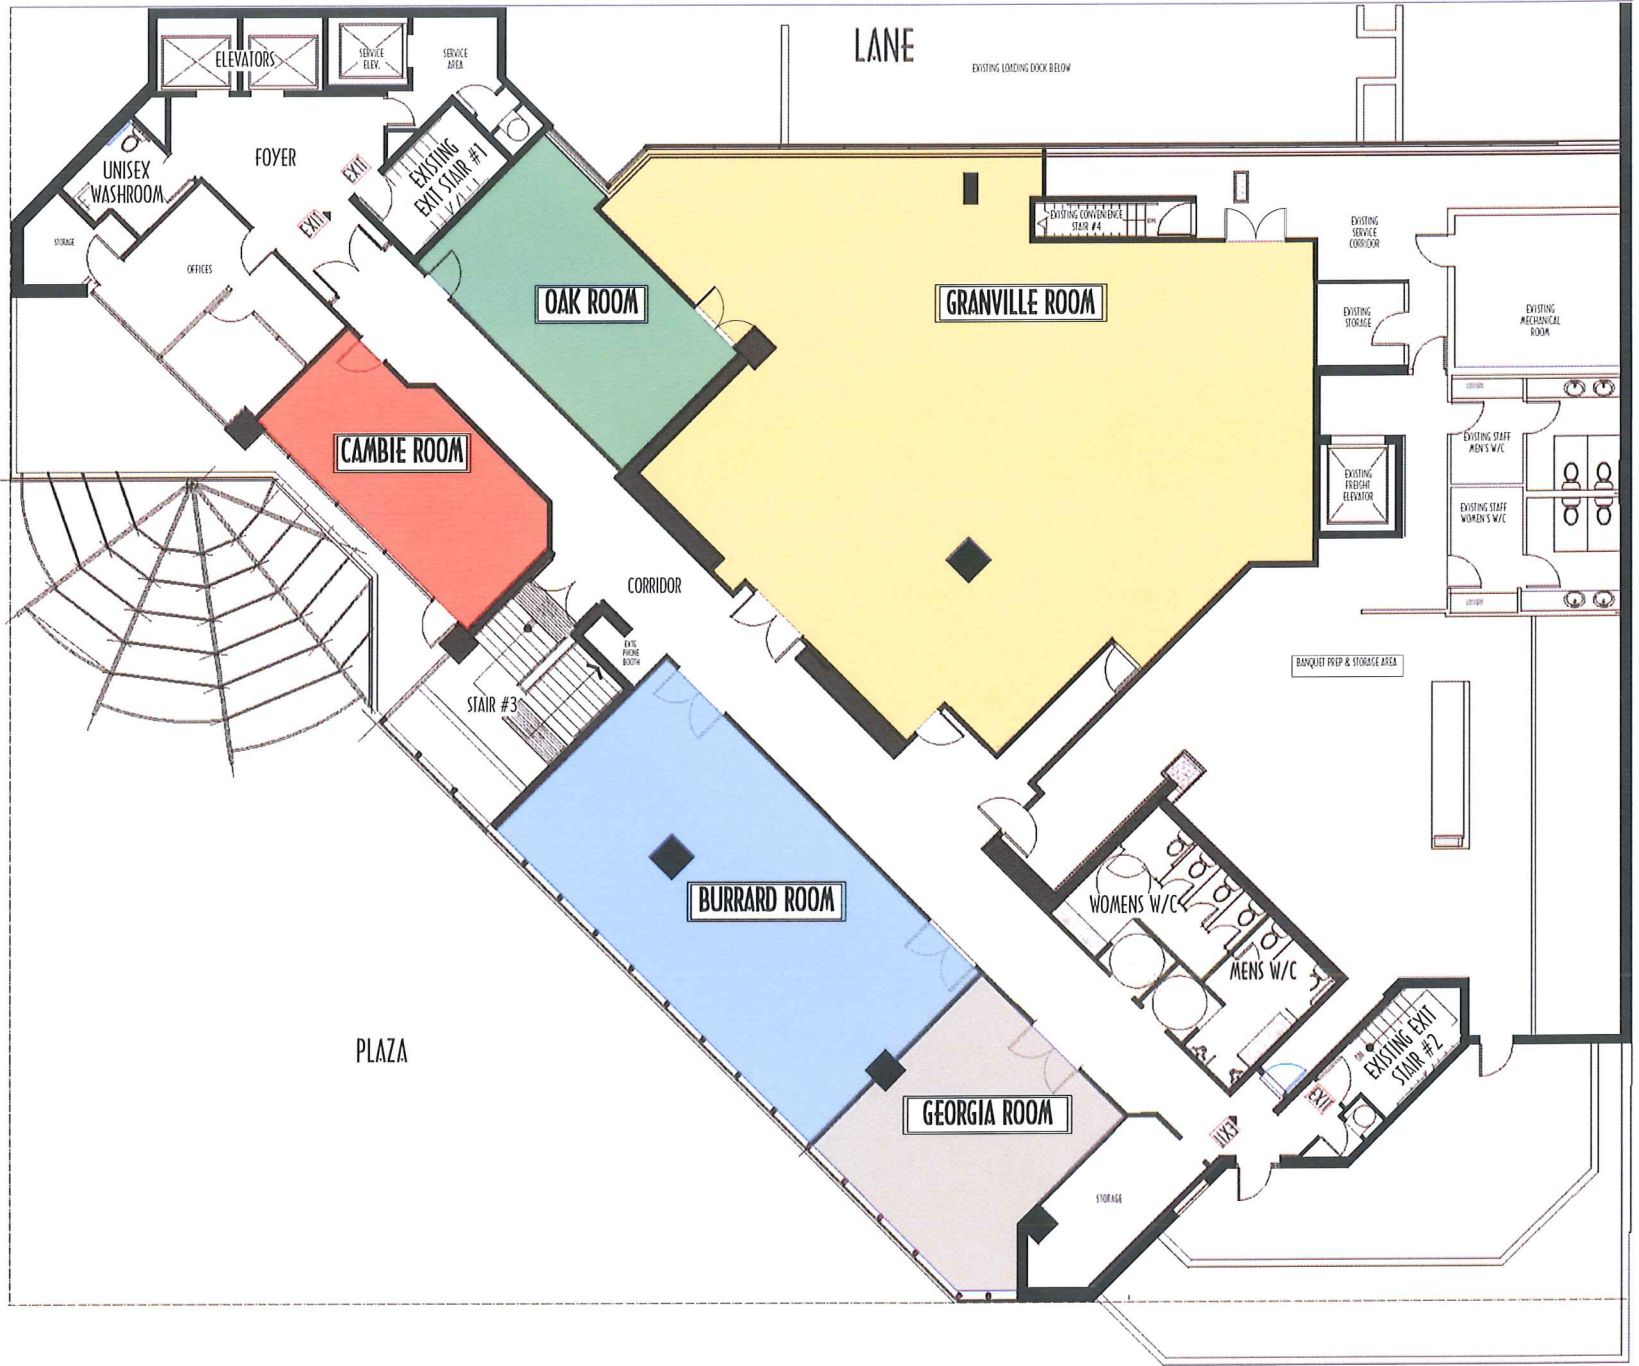 LANE
EXISTING LOADING DOCK BELOW
ELEVATORS
SERVICE
ELEV.
SERVICE
AREA
FOYER
EXIT
EXISTING
EXIT STAIR #1
UNISEX
WASHROOM
EXIT
STORAGE
OFFICES
OAK ROOM
GRANVILLE ROOM
EXISTING CONVENIENCE
STAIR #4
EXISTING
SERVICE
CORRIDOR
EXISTING
STORAGE
EXISTING
MECHANICAL
ROOM
CAMBIE ROOM
EXISTING STAFF
MEN'S W/C
EXISTING
FREIGHT
ELEVATOR
EXISTING STAFF
WOMEN'S W/C
CORRIDOR
EXT'G
PHONE
BOOTH
STAIR #3
BANQUET PREP & STORAGE AREA
BURRARD ROOM
WOMENS W/C
MENS W/C
PLAZA
EXISTING EXIT
STAIR #2
DN
EXIT
EXIT
GEORGIA ROOM
STORAGE